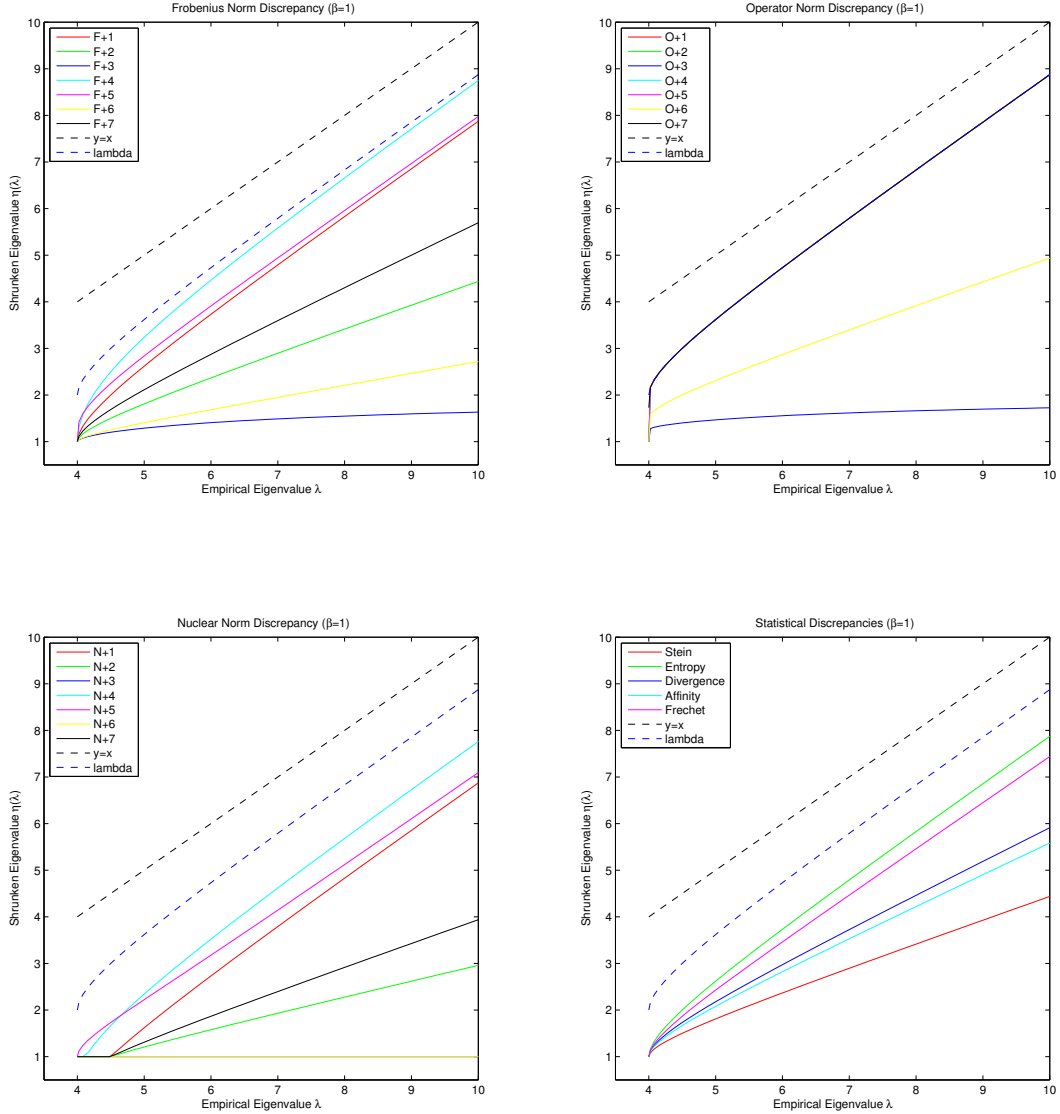 Frobenius Norm Discrepancy (β=1)
10
9
8
7
6
5
4
3
2
1
Shrunken Eigenvalue η(λ)
F+1
F+2
F+3
F+4
F+5
F+6
F+7
y=x
lambda
4
5
6
7
8
9
10
Empirical Eigenvalue λ
Operator Norm Discrepancy (β=1)
10
9
8
7
6
5
4
3
2
1
Shrunken Eigenvalue η(λ)
O+1
O+2
O+3
O+4
O+5
O+6
O+7
y=x
lambda
4
5
6
7
8
9
10
Empirical Eigenvalue λ
Nuclear Norm Discrepancy (β=1)
10
9
8
7
6
5
4
3
2
1
Shrunken Eigenvalue η(λ)
N+1
N+2
N+3
N+4
N+5
N+6
N+7
y=x
lambda
4
5
6
7
8
9
10
Empirical Eigenvalue λ
Statistical Discrepancies (β=1)
10
9
8
7
6
5
4
3
2
1
Shrunken Eigenvalue η(λ)
Stein
Entropy
Divergence
Affinity
Frechet
y=x
lambda
4
5
6
7
8
9
10
Empirical Eigenvalue λ